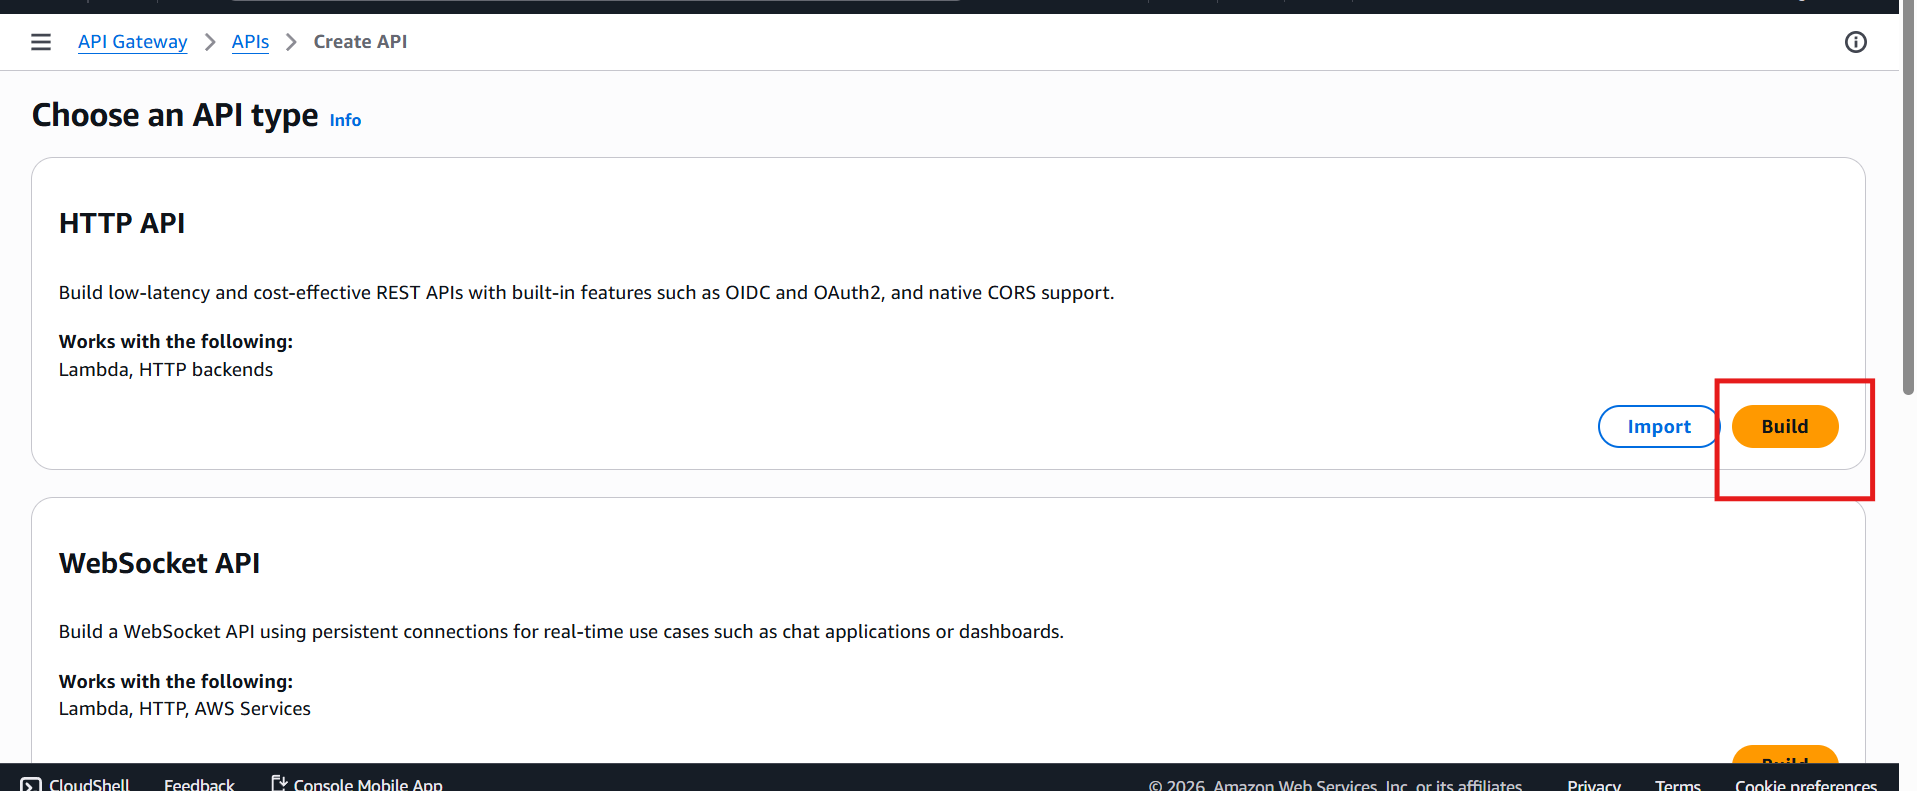 API Gateway > APIs > Create API
Choose an API type Info
HTTP API
Build low-latency and cost-effective REST APIs with built-in features such as OIDC and OAuth2, and native CORS support.
Works with the following:
Lambda, HTTP backends
Import Build
WebSocket API
Build a WebSocket API using persistent connections for real-time use cases such as chat applications or dashboards.
Works with the following:
Lambda, HTTP, AWS Services
Build
CloudShell Feedback Console Mobile App © 2026, Amazon Web Services, Inc. or its affiliates. Privacy Terms Cookie preferences